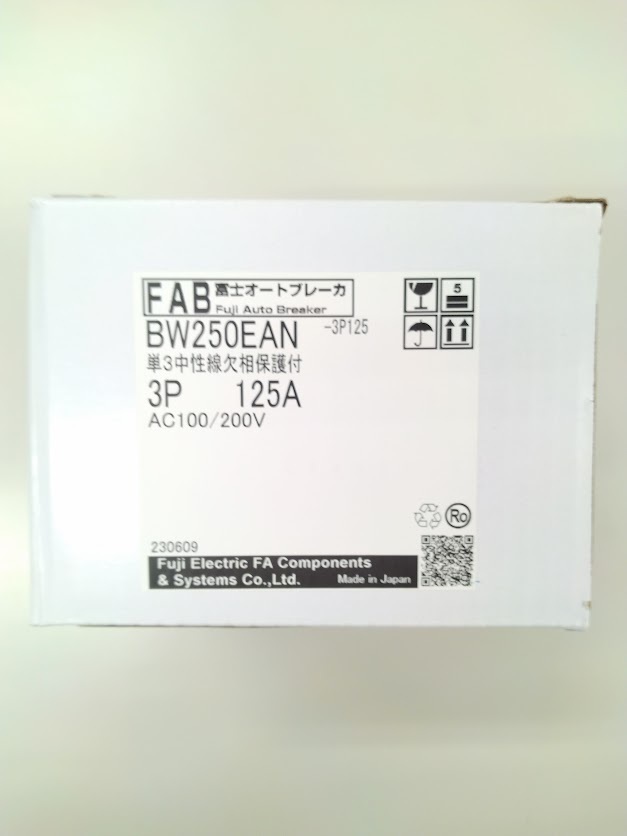 FAB 富士オートブレーカ
Fuji Auto Breaker
BW250EAN -3P125
単3中性線欠相保護付
3P 125A
AC100/200V
5
Ro
230609
Fuji Electric FA Components
& Systems Co.,Ltd. Made in Japan